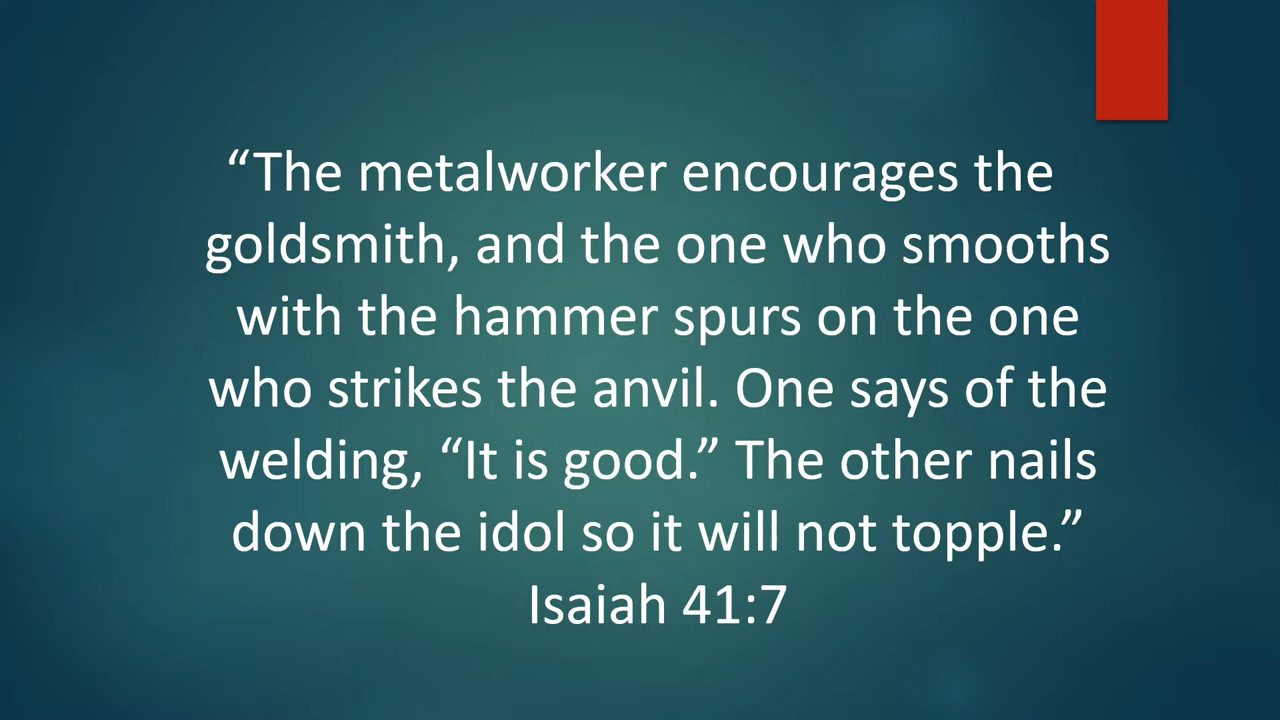 “The metalworker encourages the
goldsmith, and the one who smooths
with the hammer spurs on the one
who strikes the anvil. One says of the
welding, “It is good.” The other nails
down the idol so it will not topple.”
Isaiah 41:7